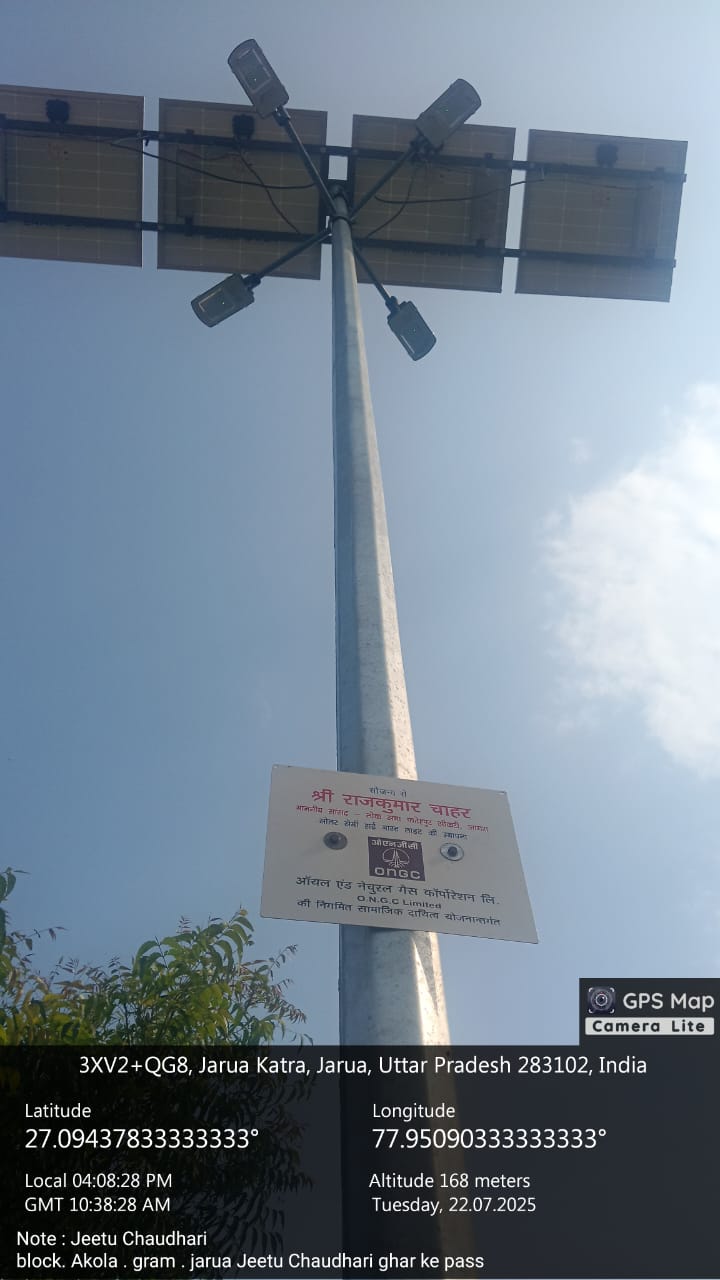 सौजन्य से
श्री राजकुमार चाहर
माननीय सांसद - लोक सभा फतेहपुर सीकरी, आगरा
सोलर सेमी हाई मास्ट लाइट की स्थापना
ओएनजीसी
ONGC
ऑयल एंड नेचुरल गैस कॉर्पोरेशन लि.
O.N.G.C Limited
की निगमित सामाजिक दायित्व योजनान्तर्गत
GPS Map
Camera Lite
3XV2+QG8, Jarua Katra, Jarua, Uttar Pradesh 283102, India
Latitude
27.09437833333333°
Longitude
77.95090333333333°
Local 04:08:28 PM
GMT 10:38:28 AM
Altitude 168 meters
Tuesday, 22.07.2025
Note : Jeetu Chaudhari
block. Akola . gram . jarua Jeetu Chaudhari ghar ke pass